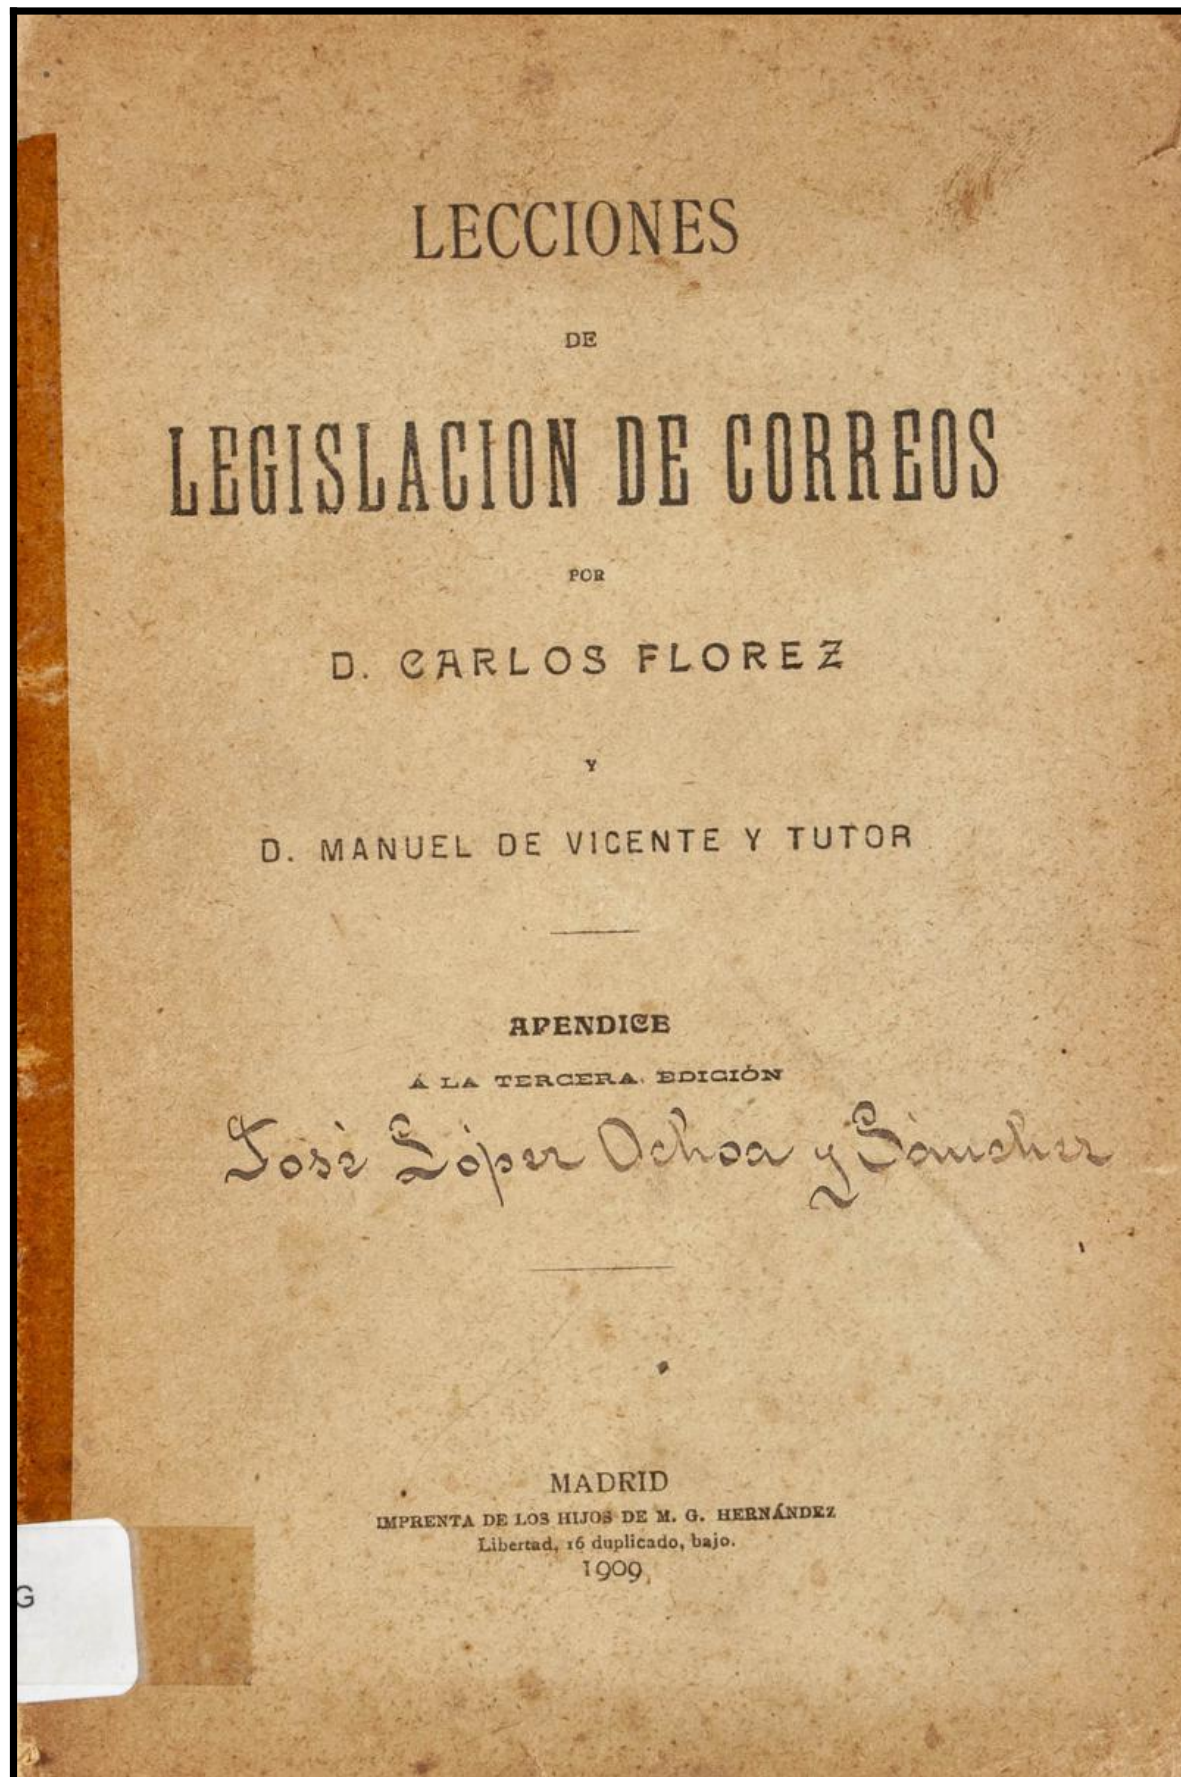 LECCIONES
DE
LEGISLACION DE CORREOS
POR
D. CARLOS FLOREZ
Y
D. MANUEL DE VICENTE Y TUTOR
APENDICE
Á LA TERCERA EDICIÓN
José López Ochoa y Sánchez
MADRID
IMPRENTA DE LOS HIJOS DE M. G. HERNÁNDEZ
Libertad, 16 duplicado, bajo.
1909
G